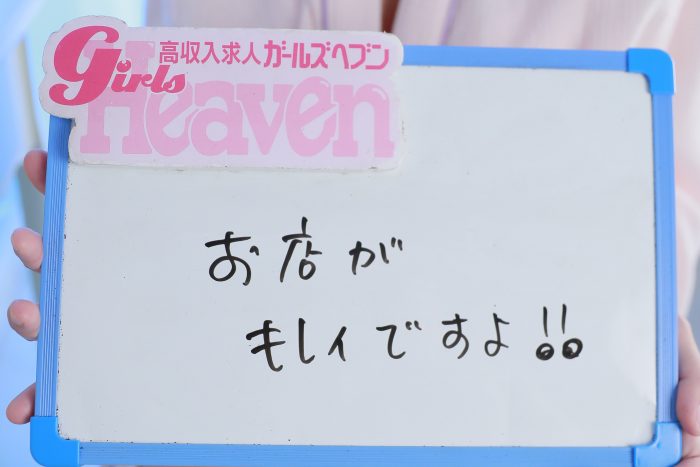 高収入求人ガールズヘブン
Girls
Heaven
お店が
キレイですよ!!